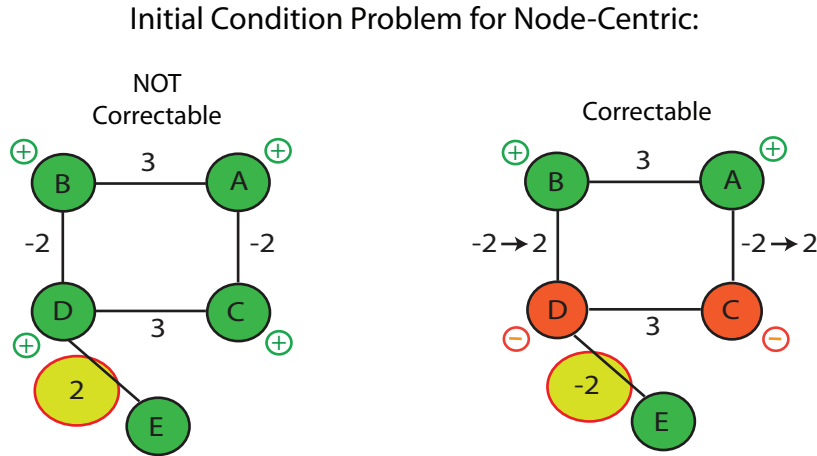 Initial Condition Problem for Node-Centric:
NOT
Correctable
+
B
3
A
+
-2
-2
D
3
C
+
+
2
E
Correctable
+
B
3
A
+
-2→2
-2→2
D
3
C
−
−
-2
E